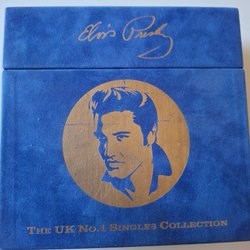 Elvis Presley
THE UK NO.1 SINGLES COLLECTION